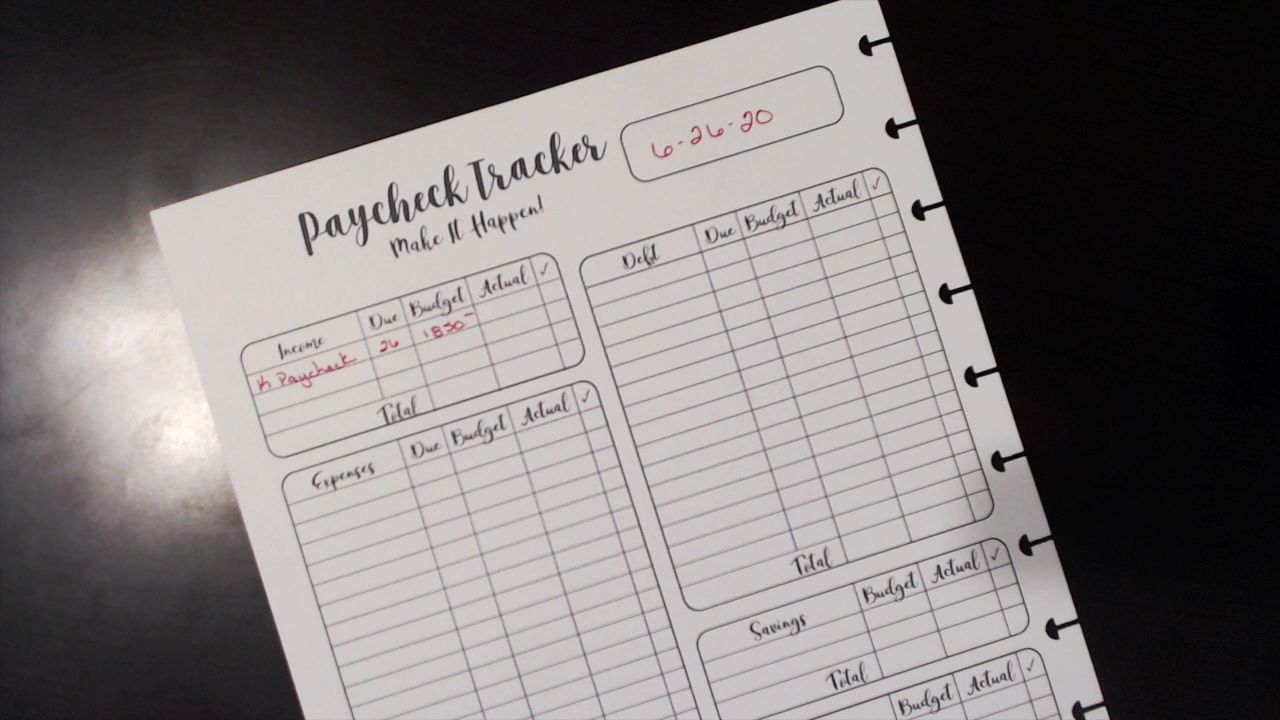 Paycheck Tracker
Make It Happen!
6-26-20
Income Due Budget Actual ✓
K Paycheck 26 1850-
Total
Expenses Due Budget Actual ✓
Debt Due Budget Actual ✓
Total
Savings Budget Actual ✓
Total
Budget Actual ✓